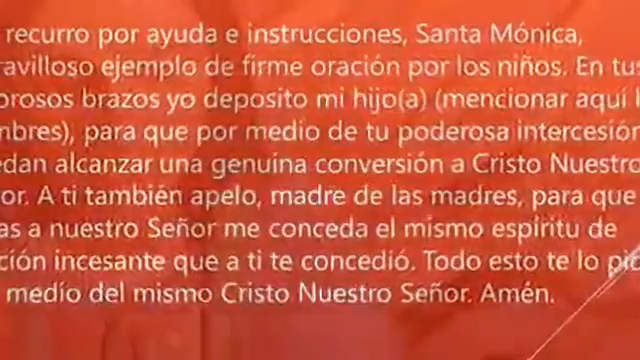 recurro por ayuda e instrucciones, Santa Mónica,
ravilloso ejemplo de firme oración por los niños. En tus
orosos brazos yo deposito mi hijo(a) (mencionar aquí
mbres), para que por medio de tu poderosa intercesión
edan alcanzar una genuina conversión a Cristo Nuestro
or. A ti también apelo, madre de las madres, para que
as a nuestro Señor me conceda el mismo espíritu de
ción incesante que a ti te concedió. Todo esto te lo pido
medio del mismo Cristo Nuestro Señor. Amén.